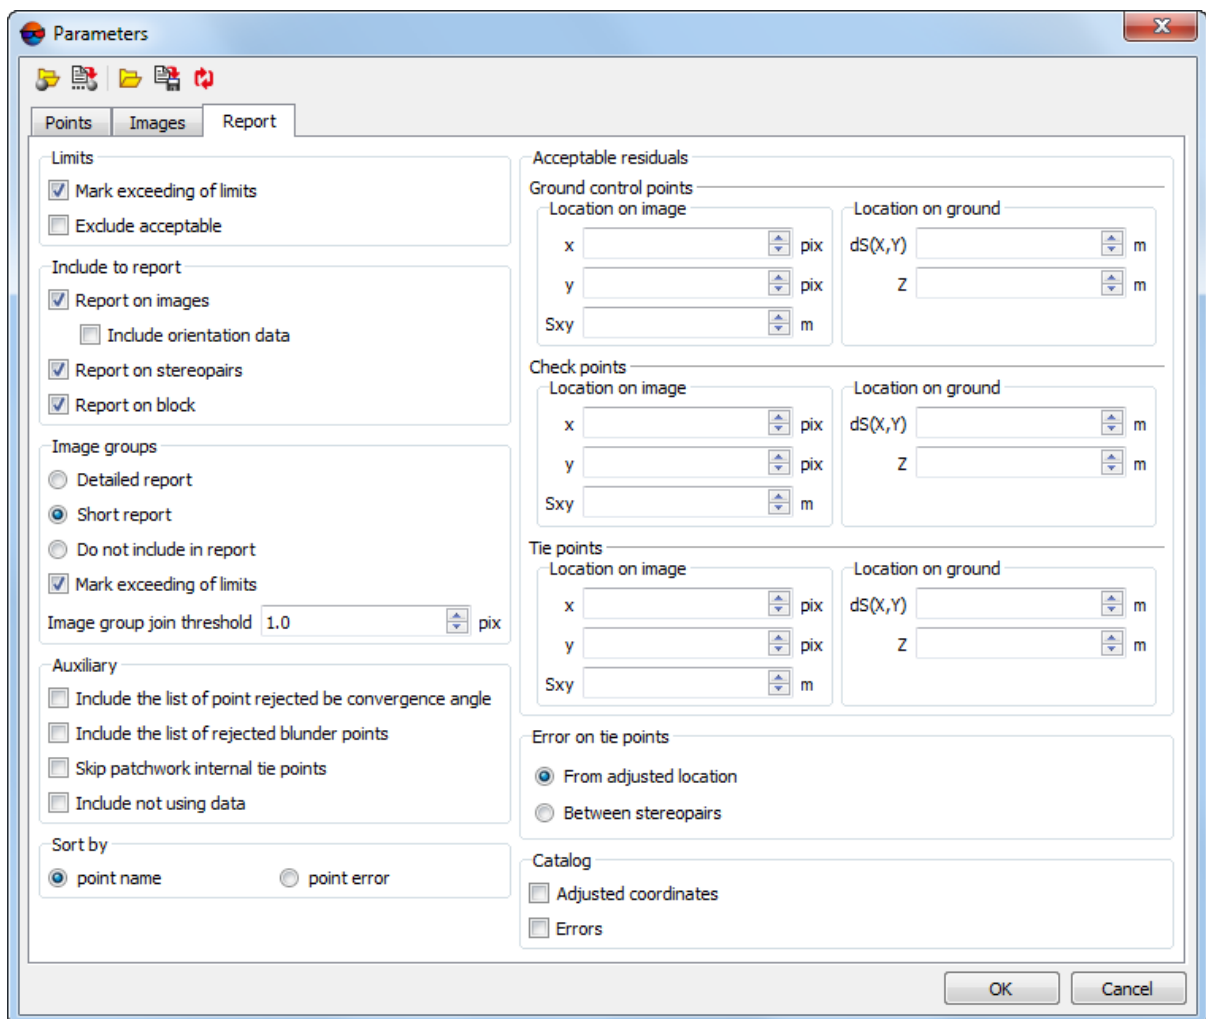 Parameters
Points Images Report
Limits
Mark exceeding of limits
Exclude acceptable
Include to report
Report on images
Include orientation data
Report on stereopairs
Report on block
Image groups
Detailed report
Short report
Do not include in report
Mark exceeding of limits
Image group join threshold 1.0 pix
Auxiliary
Include the list of point rejected be convergence angle
Include the list of rejected blunder points
Skip patchwork internal tie points
Include not using data
Sort by
point name point error
Acceptable residuals
Ground control points
Location on image
x pix
y pix
Sxy m
Location on ground
dS(X,Y) m
Z m
Check points
Location on image
x pix
y pix
Sxy m
Location on ground
dS(X,Y) m
Z m
Tie points
Location on image
x pix
y pix
Sxy m
Location on ground
dS(X,Y) m
Z m
Error on tie points
From adjusted location
Between stereopairs
Catalog
Adjusted coordinates
Errors
OK Cancel